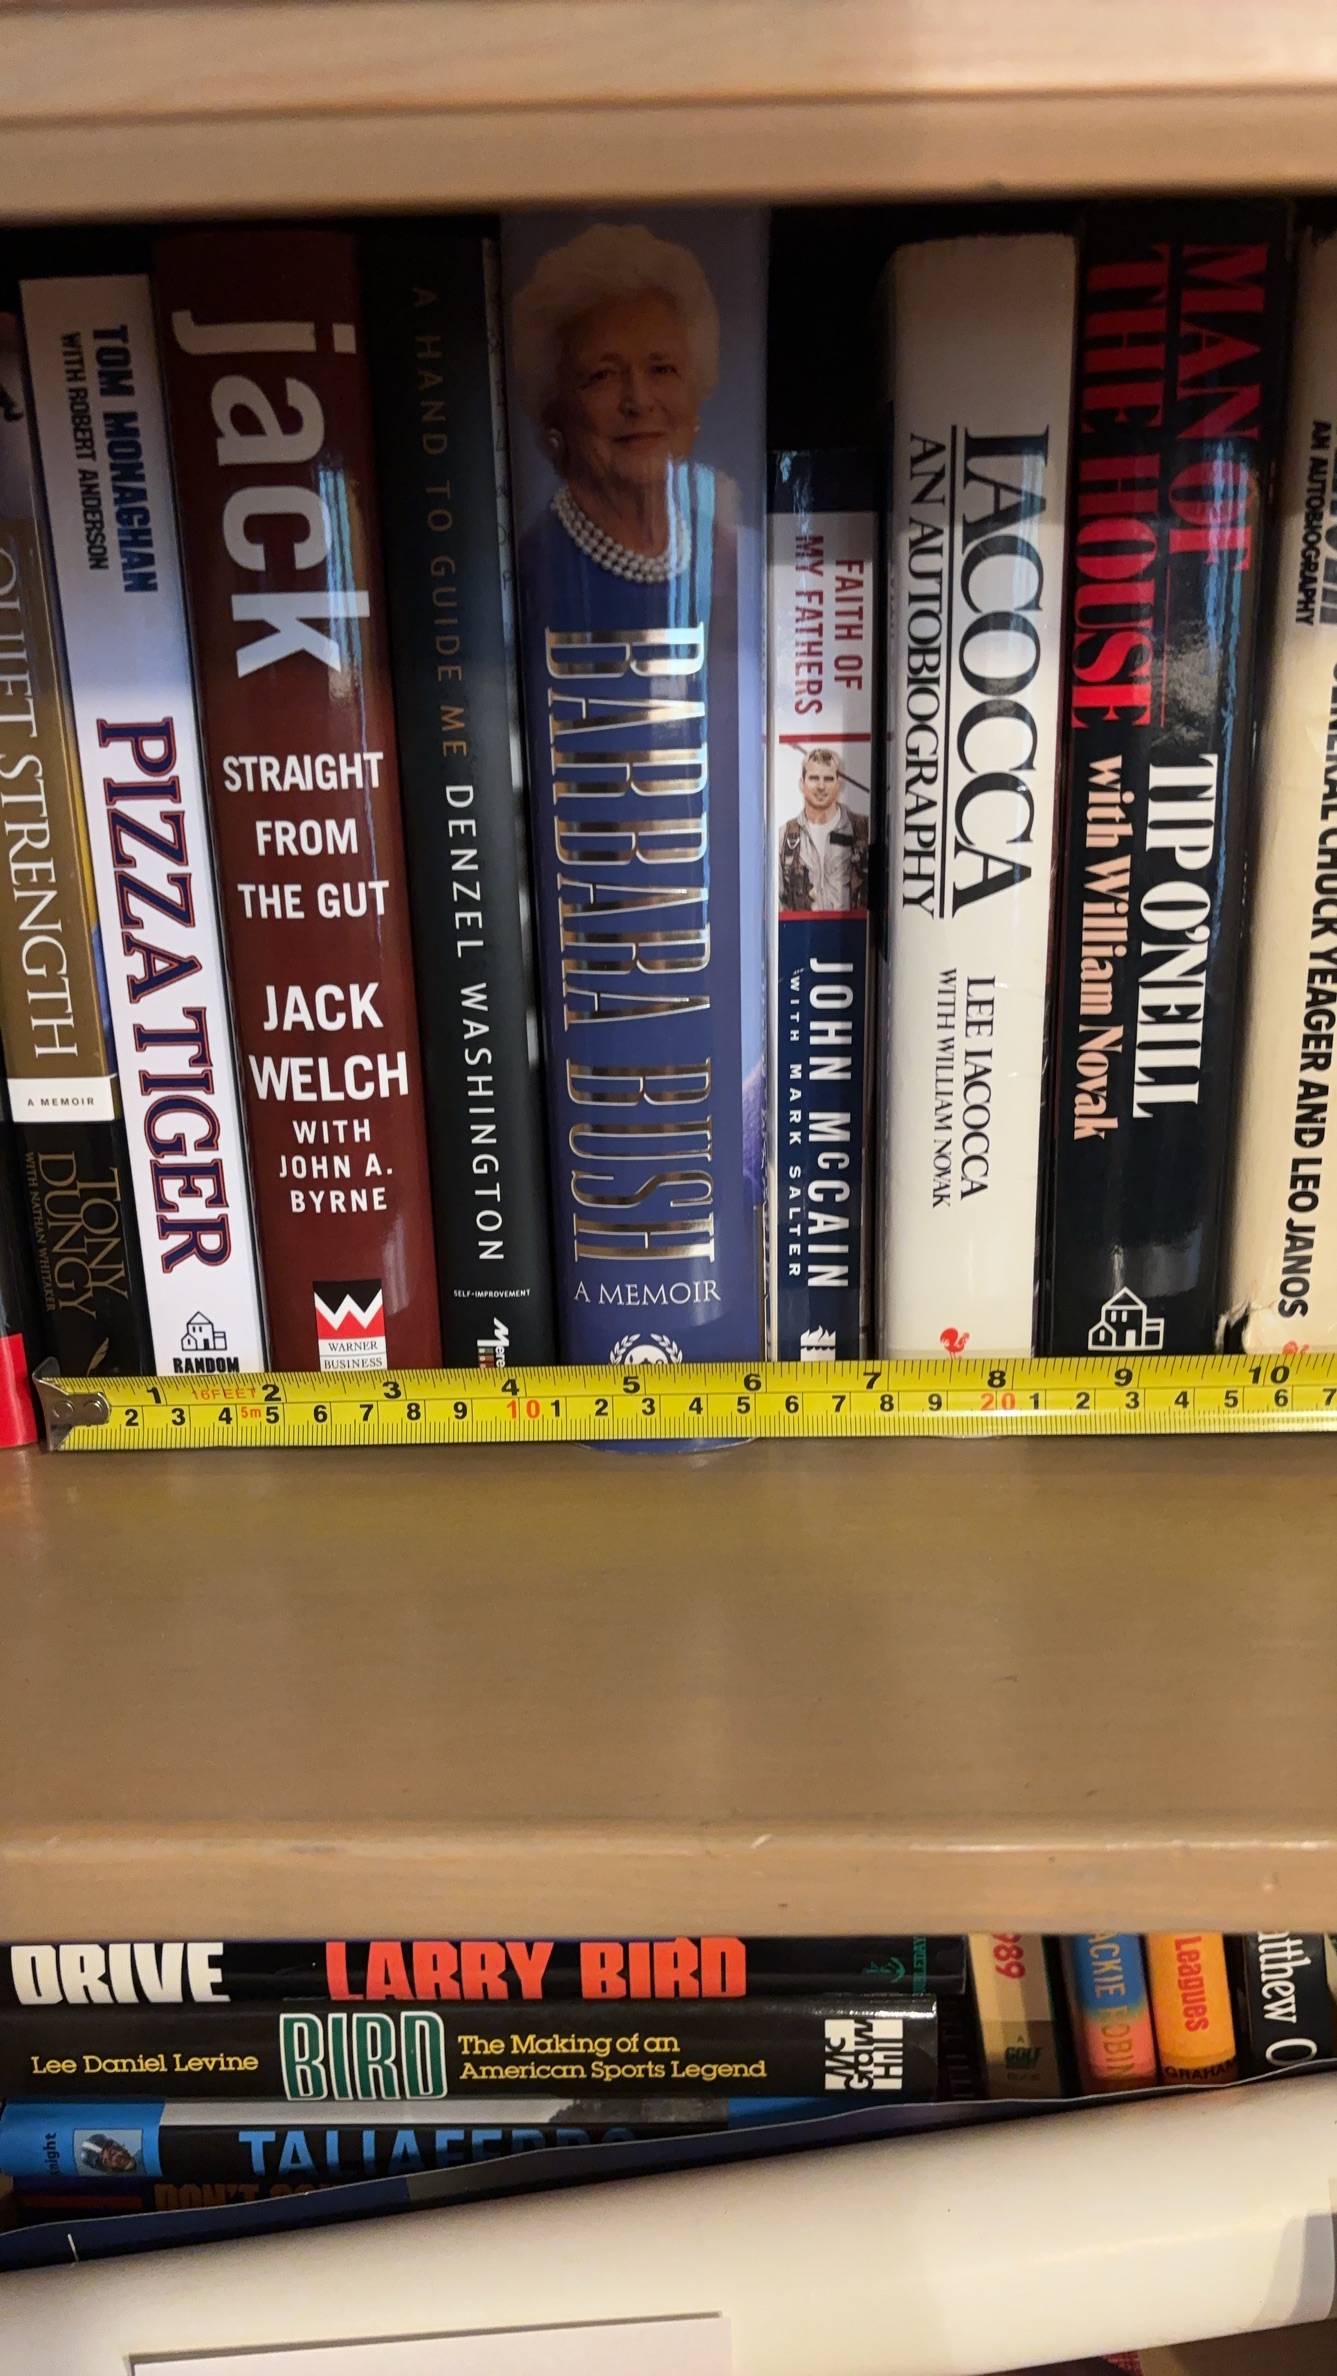 QUIET STRENGTH
A MEMOIR
TONY
DUNGY
WITH NATHAN WHITAKER
TOM MONAGHAN
WITH ROBERT ANDERSON
PIZZA TIGER
RANDOM
jack
STRAIGHT
FROM
THE GUT
JACK
WELCH
WITH
JOHN A.
BYRNE
W
WARNER
BUSINESS
A HAND TO GUIDE ME DENZEL WASHINGTON
SELF-IMPROVEMENT
BARBARA BUSH
A MEMOIR
FAITH OF
MY FATHERS
JOHN MCCAIN
WITH MARK SALTER
IACOCCA
AN AUTOBIOGRAPHY
LEE IACOCCA
WITH WILLIAM NOVAK
MAN OF
THE HOUSE
TIP O'NEILL
with William Novak
AN AUTOBIOGRAPHY
CHUCK YEAGER AND LEO JANOS
1 16FEET 2 3 4 5 6 7 8 9 10
2 3 4 5m 5 6 7 8 9 10 1 2 3 4 5 6 7 8 9 20 1 2 3 4 5 6 7
DRIVE LARRY BIRD
Lee Daniel Levine BIRD The Making of an
American Sports Legend
TALIAFERRO
DON'T
989
A
GOLF
Leagues
GRAHAM